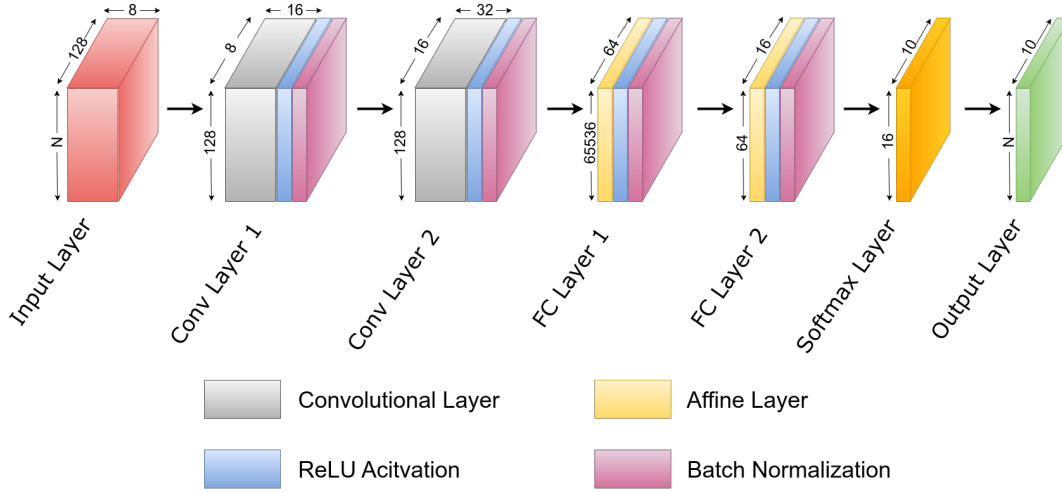 8
128
N
Input Layer
16
8
128
Conv Layer 1
32
16
128
Conv Layer 2
64
65536
FC Layer 1
16
64
FC Layer 2
10
16
Softmax Layer
10
N
Output Layer
Convolutional Layer
Affine Layer
ReLU Acitvation
Batch Normalization